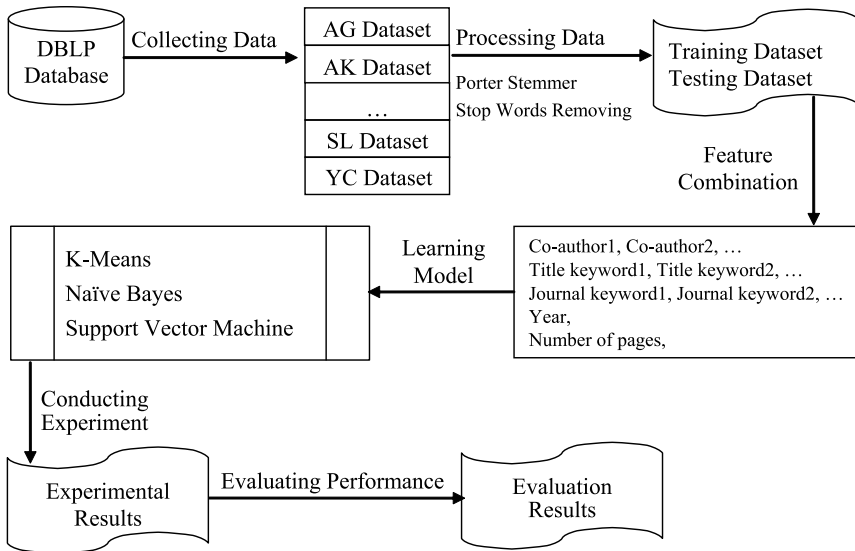 DBLP
Database
Collecting Data
AG Dataset
AK Dataset
…
SL Dataset
YC Dataset
Processing Data
Porter Stemmer
Stop Words Removing
Training Dataset
Testing Dataset
Feature
Combination
Co-author1, Co-author2, …
Title keyword1, Title keyword2, …
Journal keyword1, Journal keyword2, …
Year,
Number of pages,
Learning
Model
K-Means
Naïve Bayes
Support Vector Machine
Conducting
Experiment
Experimental
Results
Evaluating Performance
Evaluation
Results